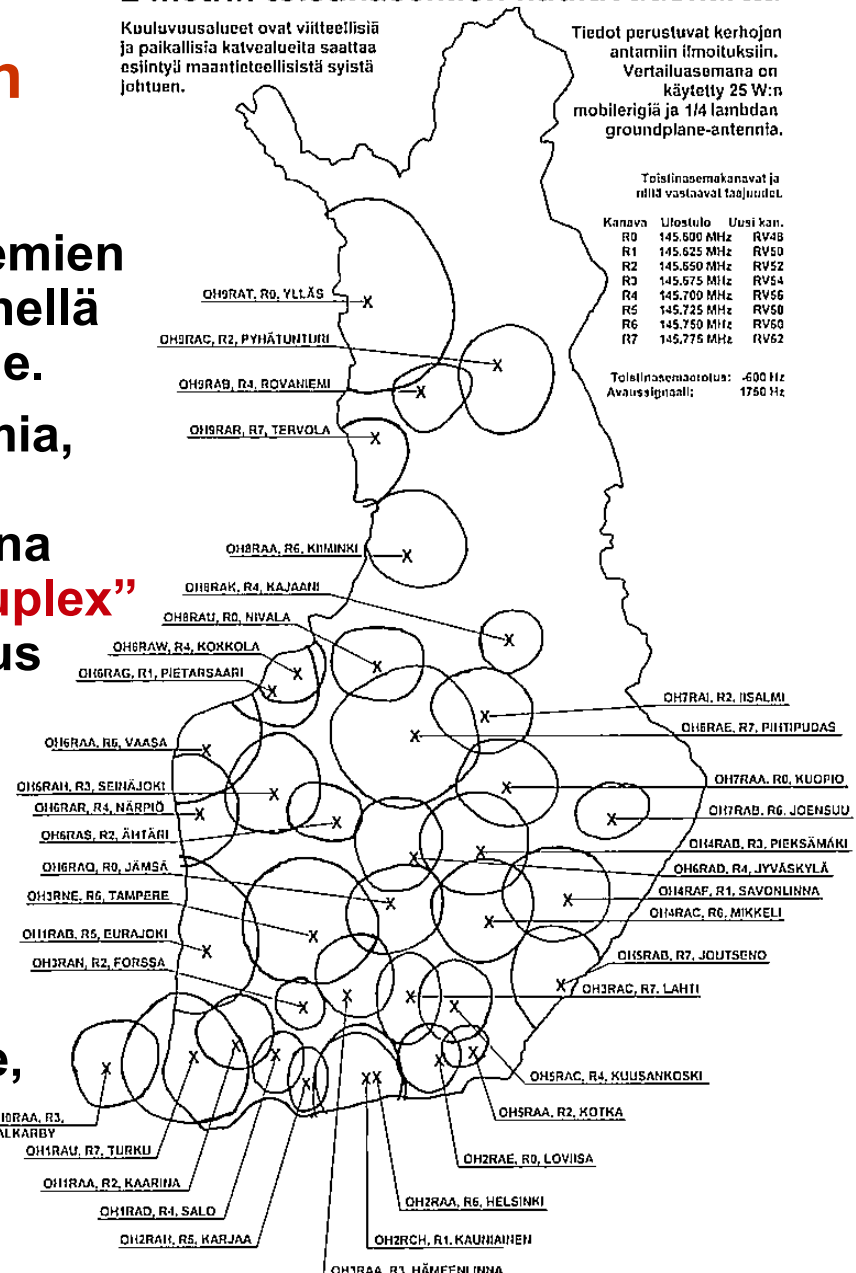 Kuuluvuusalueet ovat viitteellisiä
ja paikallisia katvealueita saattaa
esiintyä maantieteellisistä syistä
johtuen.
Tiedot perustuvat kerhojen
antamiin ilmoituksiin.
Vertailuasemana on
käytetty 25 W:n
mobilerigiä ja 1/4 lambdan
groundplane-antennia.
Toistinasemakanavat ja
niitä vastaavat taajuudet.
Kanava Ulostulo Uusi kan.
R0 145.600 MHz RV48
R1 145.625 MHz RV50
R2 145.650 MHz RV52
R3 145.675 MHz RV54
R4 145.700 MHz RV56
R5 145.725 MHz RV58
R6 145.750 MHz RV60
R7 145.775 MHz RV62
Toistinasemaerotus: -600 Hz
Avaussignaali: 1750 Hz
n
emien
nellä
e.
nia,
na
uplex”
us
e,
OH9RAT, R0, YLLÄS
OH9RAC, R2, PYHÄTUNTURI
OH9RAB, R4, ROVANIEMI
OH9RAR, R7, TERVOLA
OH8RAA, R6, KIIMINKI
OH8RAK, R4, KAJAANI
OH8RAU, R0, NIVALA
OH6RAW, R4, KOKKOLA
OH6RAG, R1, PIETARSAARI
OH7RAI, R2, IISALMI
OH6RAE, R7, PIHTIPUDAS
OH6RAA, R6, VAASA
OH6RAH, R3, SEINÄJOKI
OH7RAA, R0, KUOPIO
OH6RAR, R4, NÄRPIÖ
OH7RAB, R6, JOENSUU
OH6RAS, R2, ÄHTÄRI
OH4RAB, R3, PIEKSÄMÄKI
OH6RAQ, R0, JÄMSÄ
OH6RAD, R4, JYVÄSKYLÄ
OH3RNE, R6, TAMPERE
OH4RAF, R1, SAVONLINNA
OH4RAC, R6, MIKKELI
OH1RAB, R5, EURAJOKI
OH5RAB, R7, JOUTSENO
OH3RAN, R2, FORSSA
OH3RAC, R7, LAHTI
OH5RAC, R4, KUUSANKOSKI
OH5RAA, R2, KOTKA
H0RAA, R3,
ALKARBY
OH1RAU, R7, TURKU
OH2RAE, R0, LOVIISA
OH1RAA, R2, KAARINA
OH2RAA, R6, HELSINKI
OH1RAD, R4, SALO
OH2RAH, R5, KARJAA
OH2RCH, R1, KAUNIAINEN
OH3RAA, R3, HÄMEENLINNA